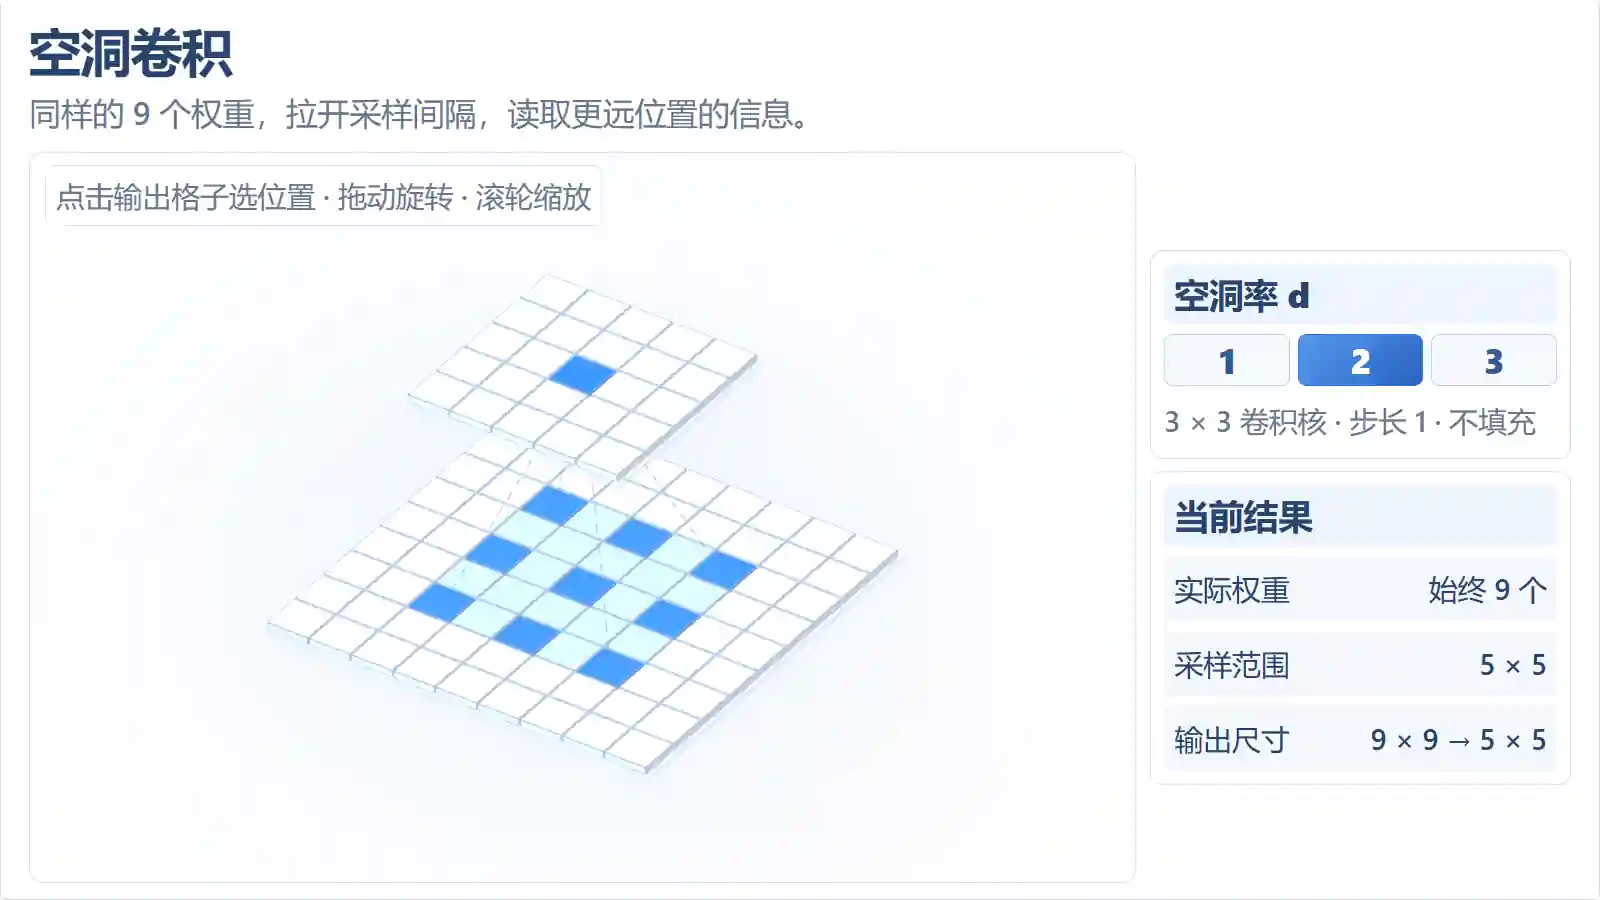 空洞卷积
同样的 9 个权重，拉开采样间隔，读取更远位置的信息。
点击输出格子选位置 · 拖动旋转 · 滚轮缩放
空洞率 d
1 2 3
3 × 3 卷积核 · 步长 1 · 不填充
当前结果
实际权重 始终 9 个
采样范围 5 × 5
输出尺寸 9 × 9 → 5 × 5